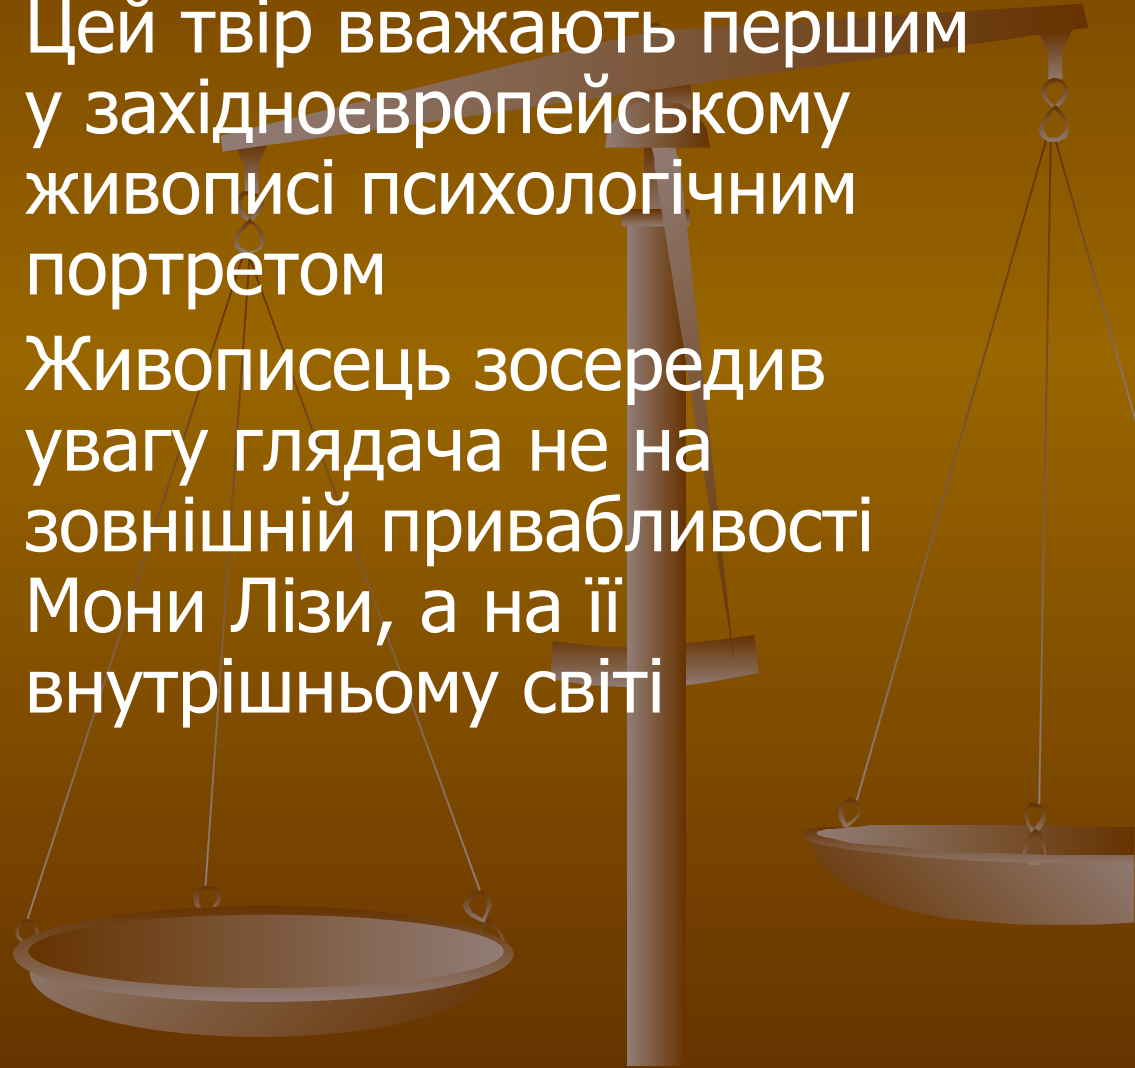 Цей твір вважають першим
у західноєвропейському
живописі психологічним
портретом
Живописець зосередив
увагу глядача не на
зовнішній привабливості
Мони Лізи, а на її
внутрішньому світі